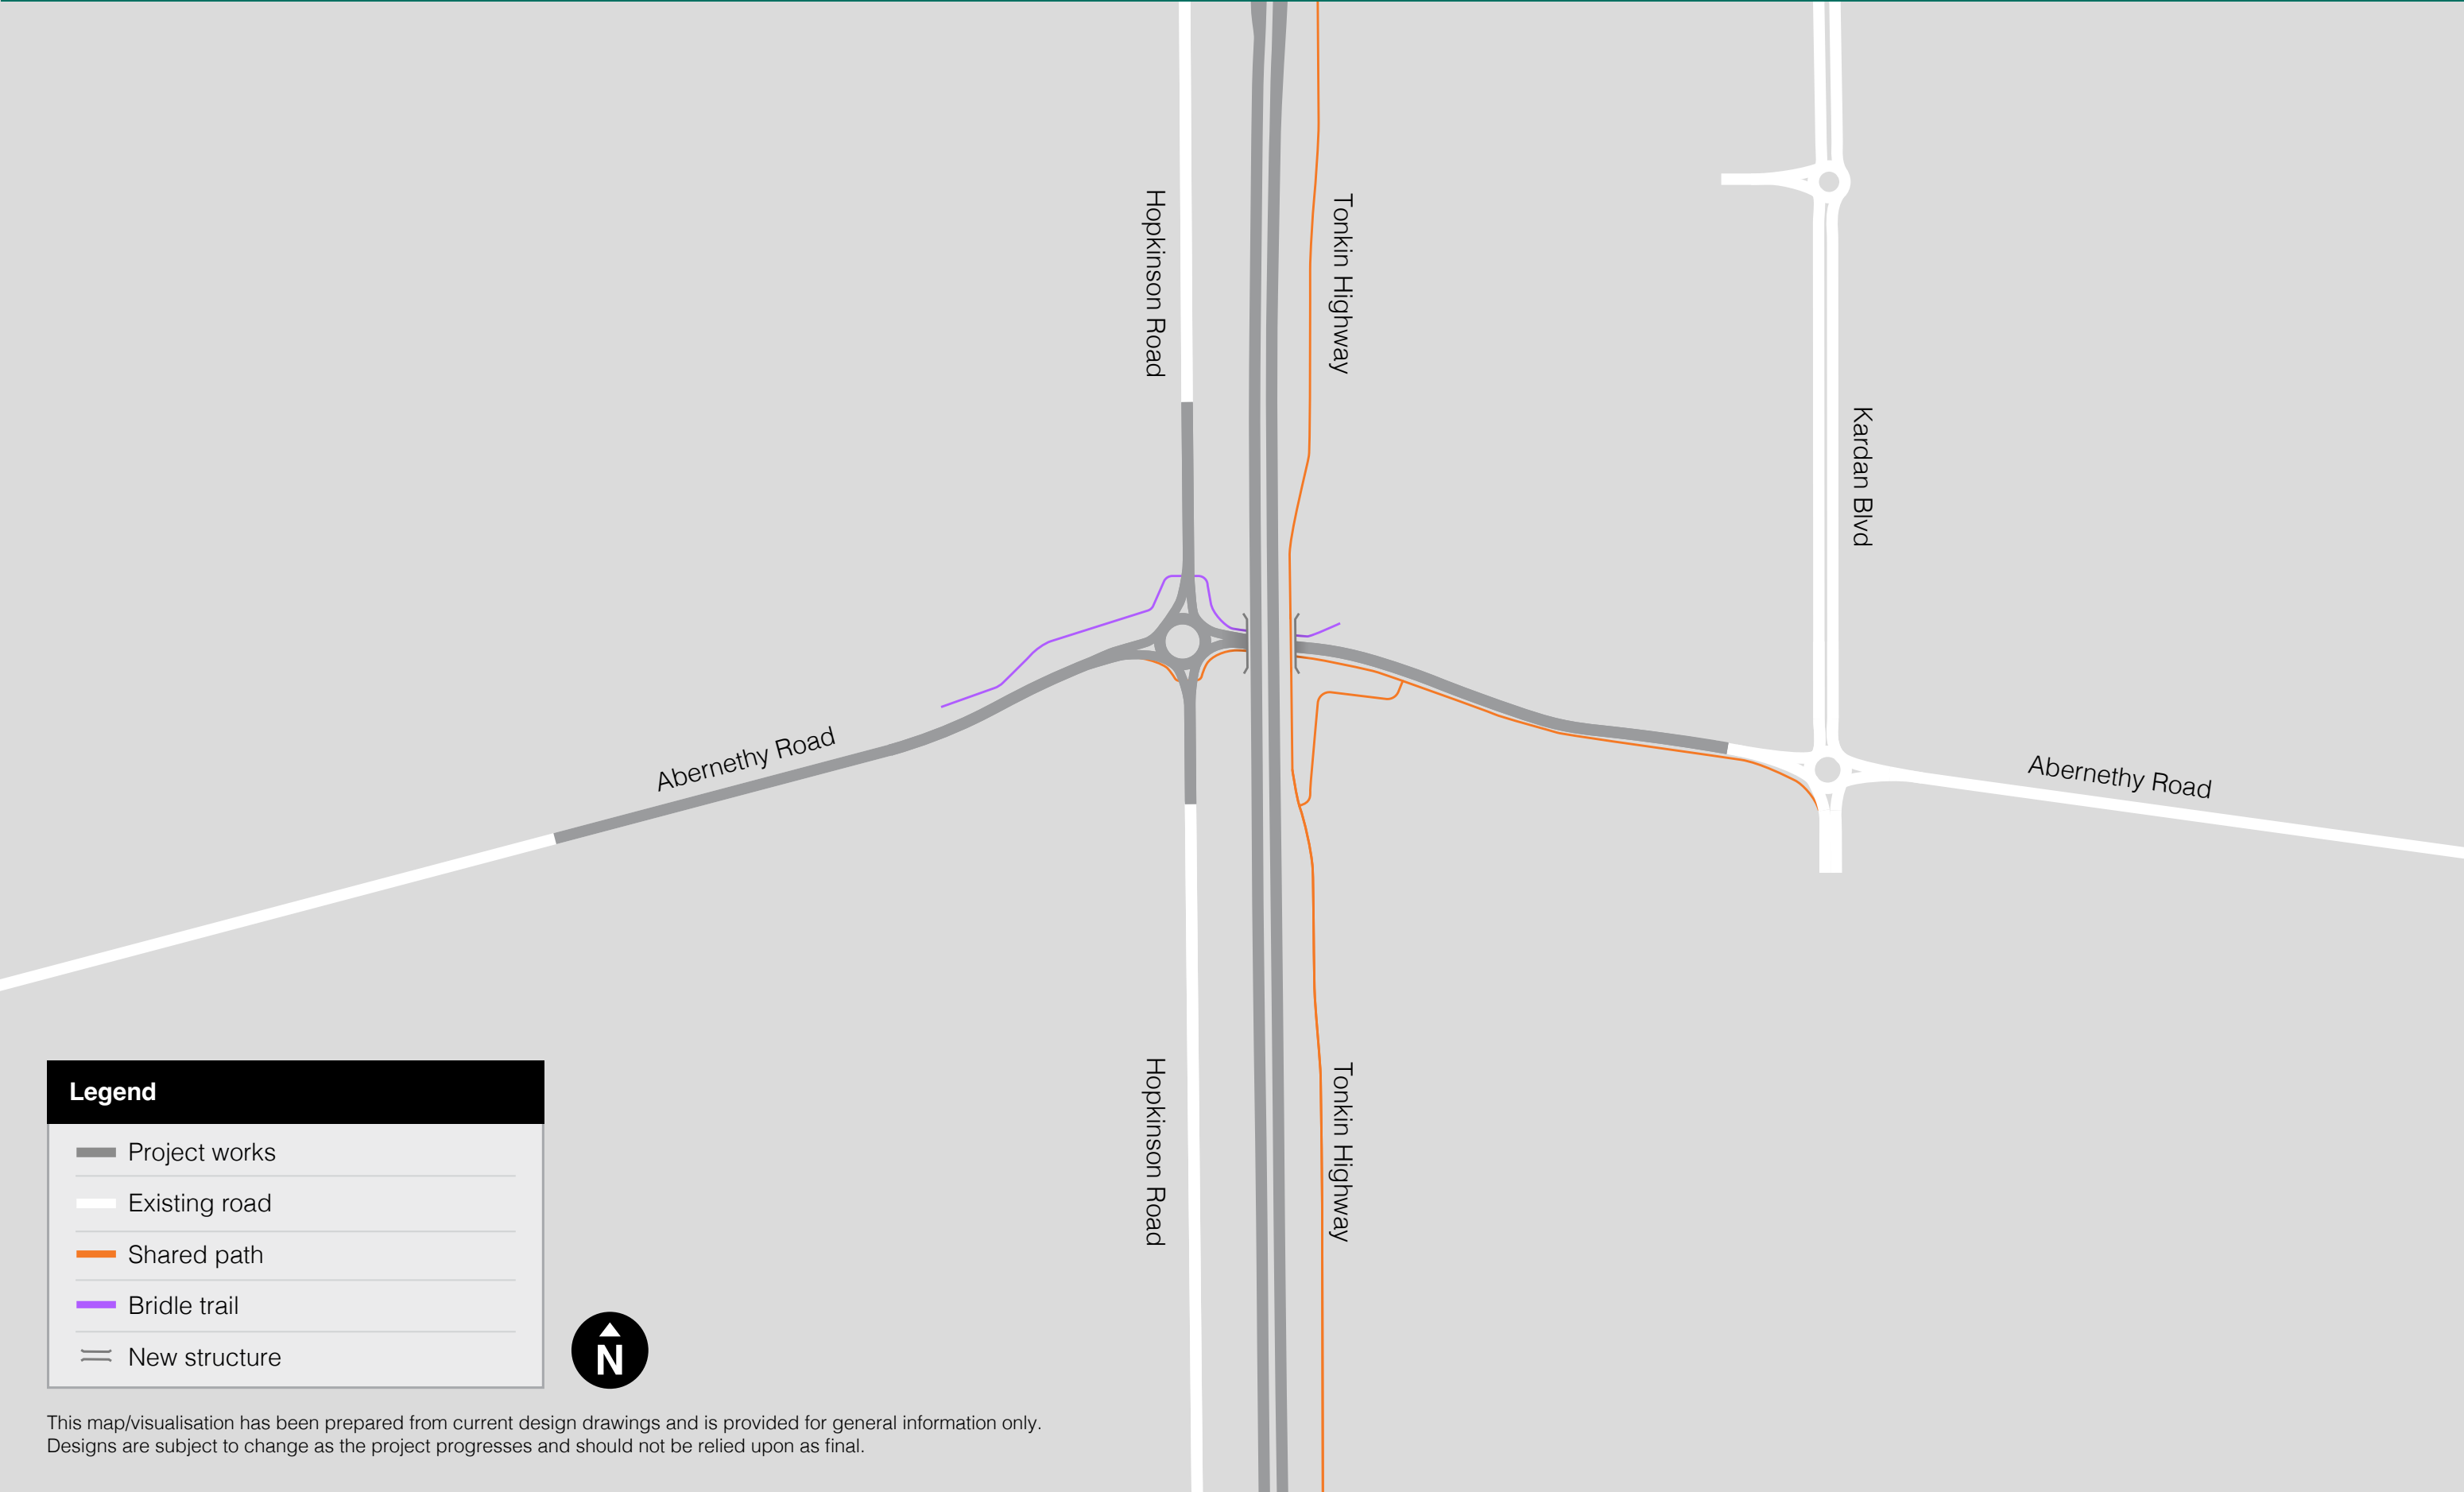 Hopkinson Road
Tonkin Highway
Kardan Blvd
Abernethy Road
Abernethy Road
Hopkinson Road
Tonkin Highway
Legend
Project works
Existing road
Shared path
Bridle trail
New structure
N
This map/visualisation has been prepared from current design drawings and is provided for general information only.
Designs are subject to change as the project progresses and should not be relied upon as final.